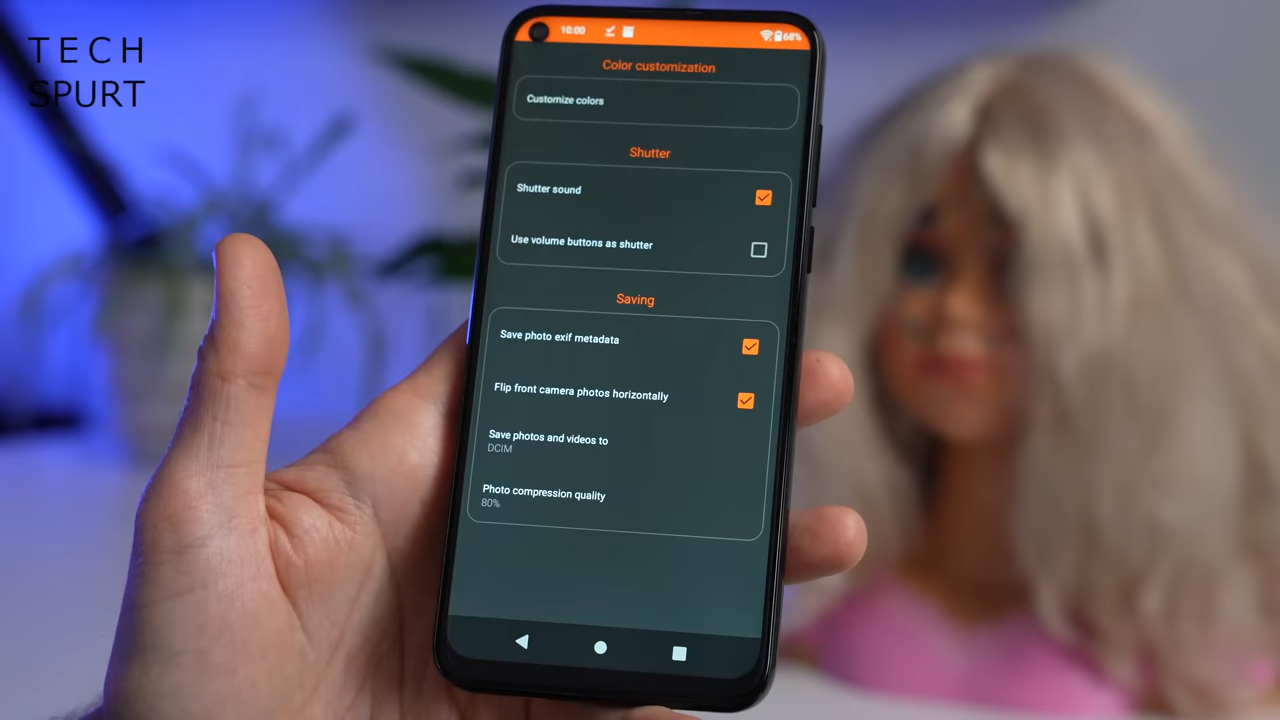 TECH
SPURT
10:00
68%
Color customization
Customize colors
Shutter
Shutter sound
Use volume buttons as shutter
Saving
Save photo exif metadata
Flip front camera photos horizontally
Save photos and videos to
DCIM
Photo compression quality
80%